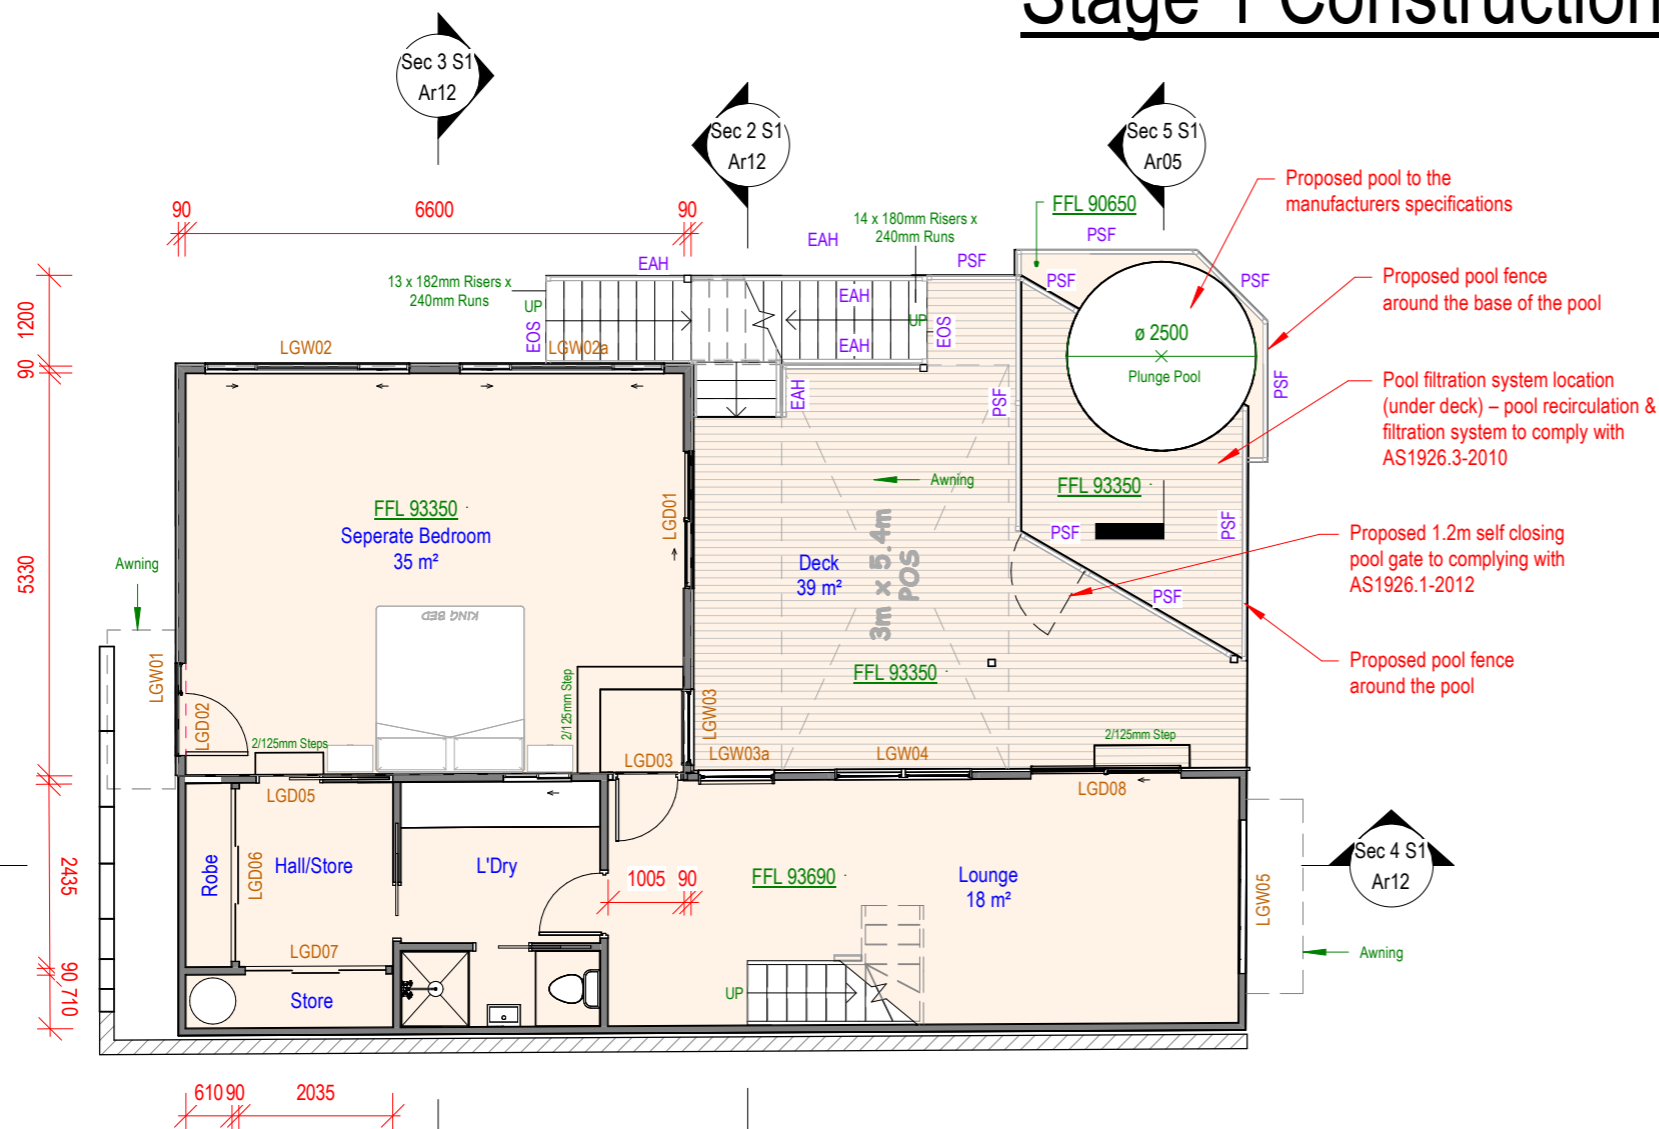 Stage 1 Construction
Sec 3 S1
Ar12
Sec 2 S1
Ar12
Sec 5 S1
Ar05
Proposed pool to the
manufacturers specifications
90
6600
90
FFL 90650
14 x 180mm Risers x
240mm Runs
EAH
PSF
PSF
EAH
PSF
PSF
PSF
Proposed pool fence
around the base of the pool
13 x 182mm Risers x
240mm Runs
UP
EAH
UP
EOS
EOS
EAH
1200
ø 2500
Plunge Pool
LGW02
LGW02a
90
EAH
PSF
PSF
Pool filtration system location
(under deck) – pool recirculation &
filtration system to comply with
AS1926.3-2010
Awning
FFL 93350
FFL 93350
Seperate Bedroom
35 m²
LGD01
PSF
PSF
Proposed 1.2m self closing
pool gate to complying with
AS1926.1-2012
5330
Awning
Deck
39 m²
3m x 5.4m
POS
PSF
KING BED
Proposed pool fence
around the pool
FFL 93350
LGW01
LGD02
2/125mm Steps
2/125mm Step
LGW03
LGD03
LGW03a
LGW04
2/125mm Step
LGD05
LGD08
2435
Robe
LGD06
Hall/Store
L'Dry
1005
90
FFL 93690
Lounge
18 m²
LGW05
Sec 4 S1
Ar12
LGD07
Awning
90
710
Store
UP
610
90
2035